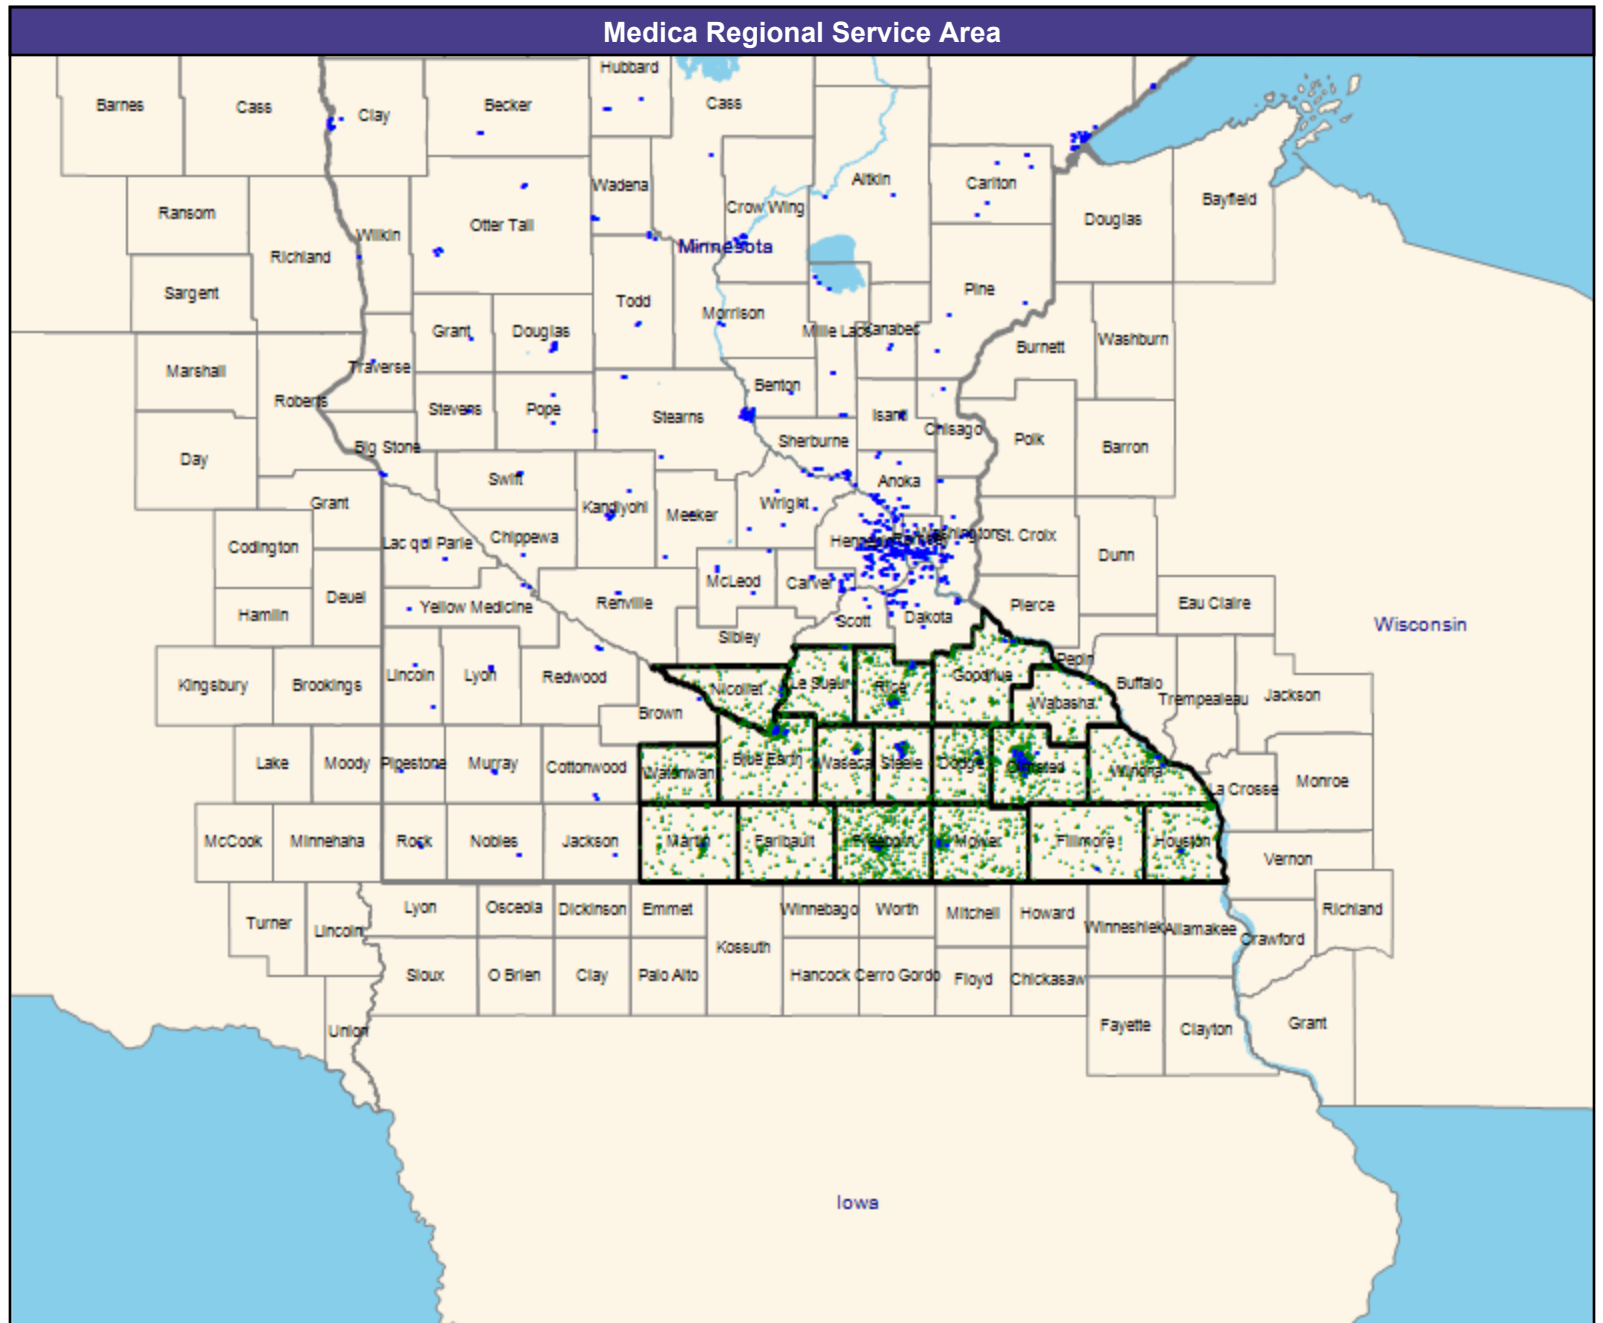 Medica Regional Service Area
Hubbard
Barnes
Cass
Clay
Becker
Cass
Wadena
Aitkin
Carlton
Ransom
Otter Tail
Crow Wing
Bayfield
Douglas
Richland
Wilkin
Minnesota
Sargent
Pine
Todd
Morrison
Grant
Douglas
Mille Lacs
Kanabec
Washburn
Burnett
Marshall
Traverse
Roberts
Stevens
Pope
Stearns
Benton
Isanti
Chisago
Polk
Barron
Day
Big Stone
Sherburne
Swift
Anoka
Grant
Kandiyohi
Meeker
Wright
Codington
Lac qui Parle
Chippewa
Hennepin
Ramsey
Washington
St. Croix
Dunn
Deuel
McLeod
Carver
Hamlin
Yellow Medicine
Renville
Scott
Dakota
Pierce
Eau Claire
Wisconsin
Sibley
Kingsbury
Brookings
Lincoln
Lyon
Redwood
Nicollet
Le Sueur
Rice
Goodhue
Pepin
Buffalo
Trempealeau
Jackson
Brown
Wabasha
Lake
Moody
Pipestone
Murray
Cottonwood
Watonwan
Blue Earth
Waseca
Steele
Dodge
Olmsted
Winona
La Crosse
Monroe
McCook
Minnehaha
Rock
Nobles
Jackson
Martin
Faribault
Freeborn
Mower
Fillmore
Houston
Vernon
Turner
Lincoln
Lyon
Osceola
Dickinson
Emmet
Winnebago
Worth
Mitchell
Howard
Winneshiek
Allamakee
Crawford
Richland
Kossuth
Sioux
O Brien
Clay
Palo Alto
Hancock
Cerro Gordo
Floyd
Chickasaw
Union
Fayette
Clayton
Grant
Iowa